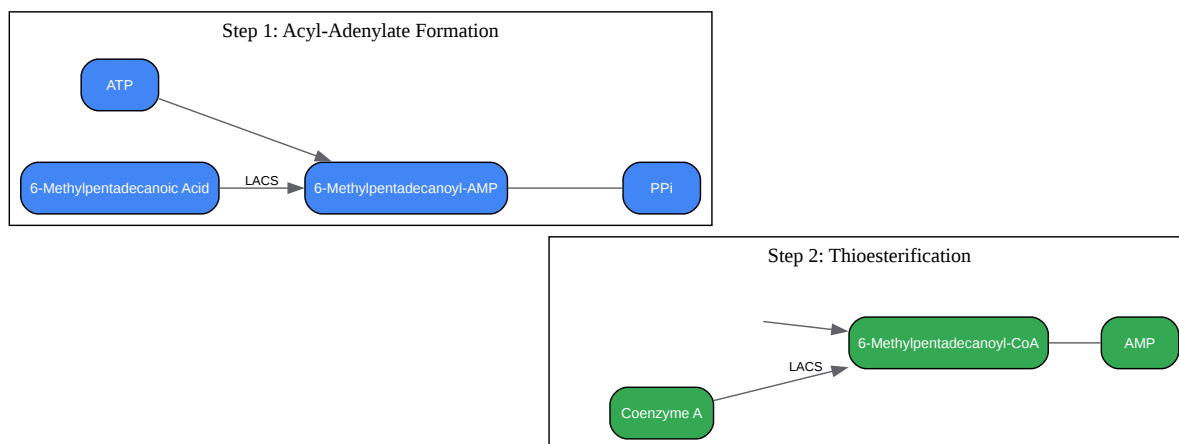 Step 1: Acyl-Adenylate Formation
ATP
6-Methylpentadecanoic Acid
LACS
6-Methylpentadecanoyl-AMP
PPi
Step 2: Thioesterification
6-Methylpentadecanoyl-CoA
AMP
LACS
Coenzyme A